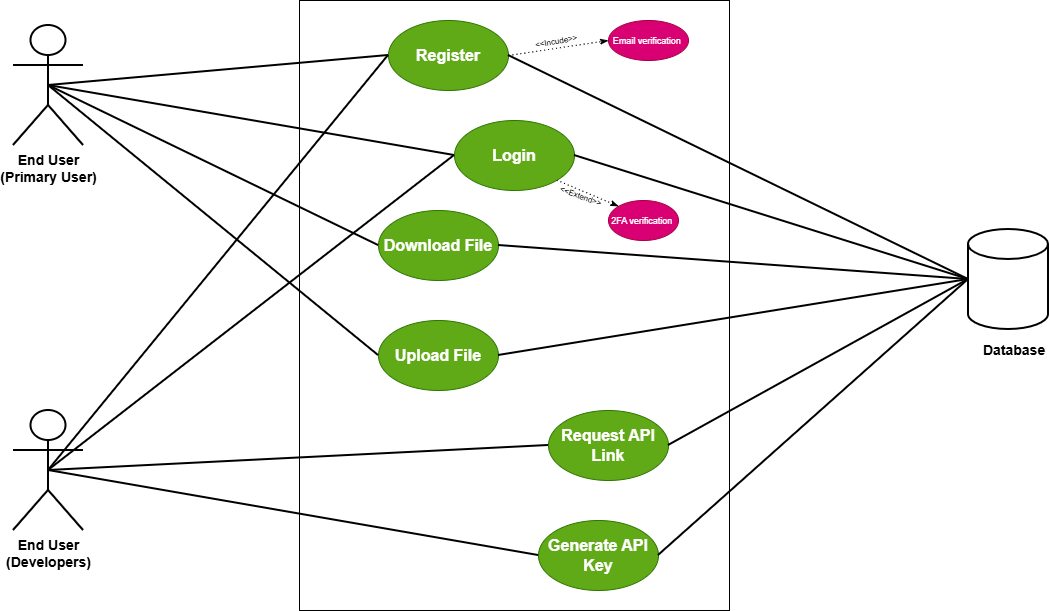 Register
<<Incude>>
Email verification
Login
<<Extend>>
2FA verification
End User
(Primary User)
Download File
Upload File
Database
Request API
Link
End User
(Developers)
Generate API
Key